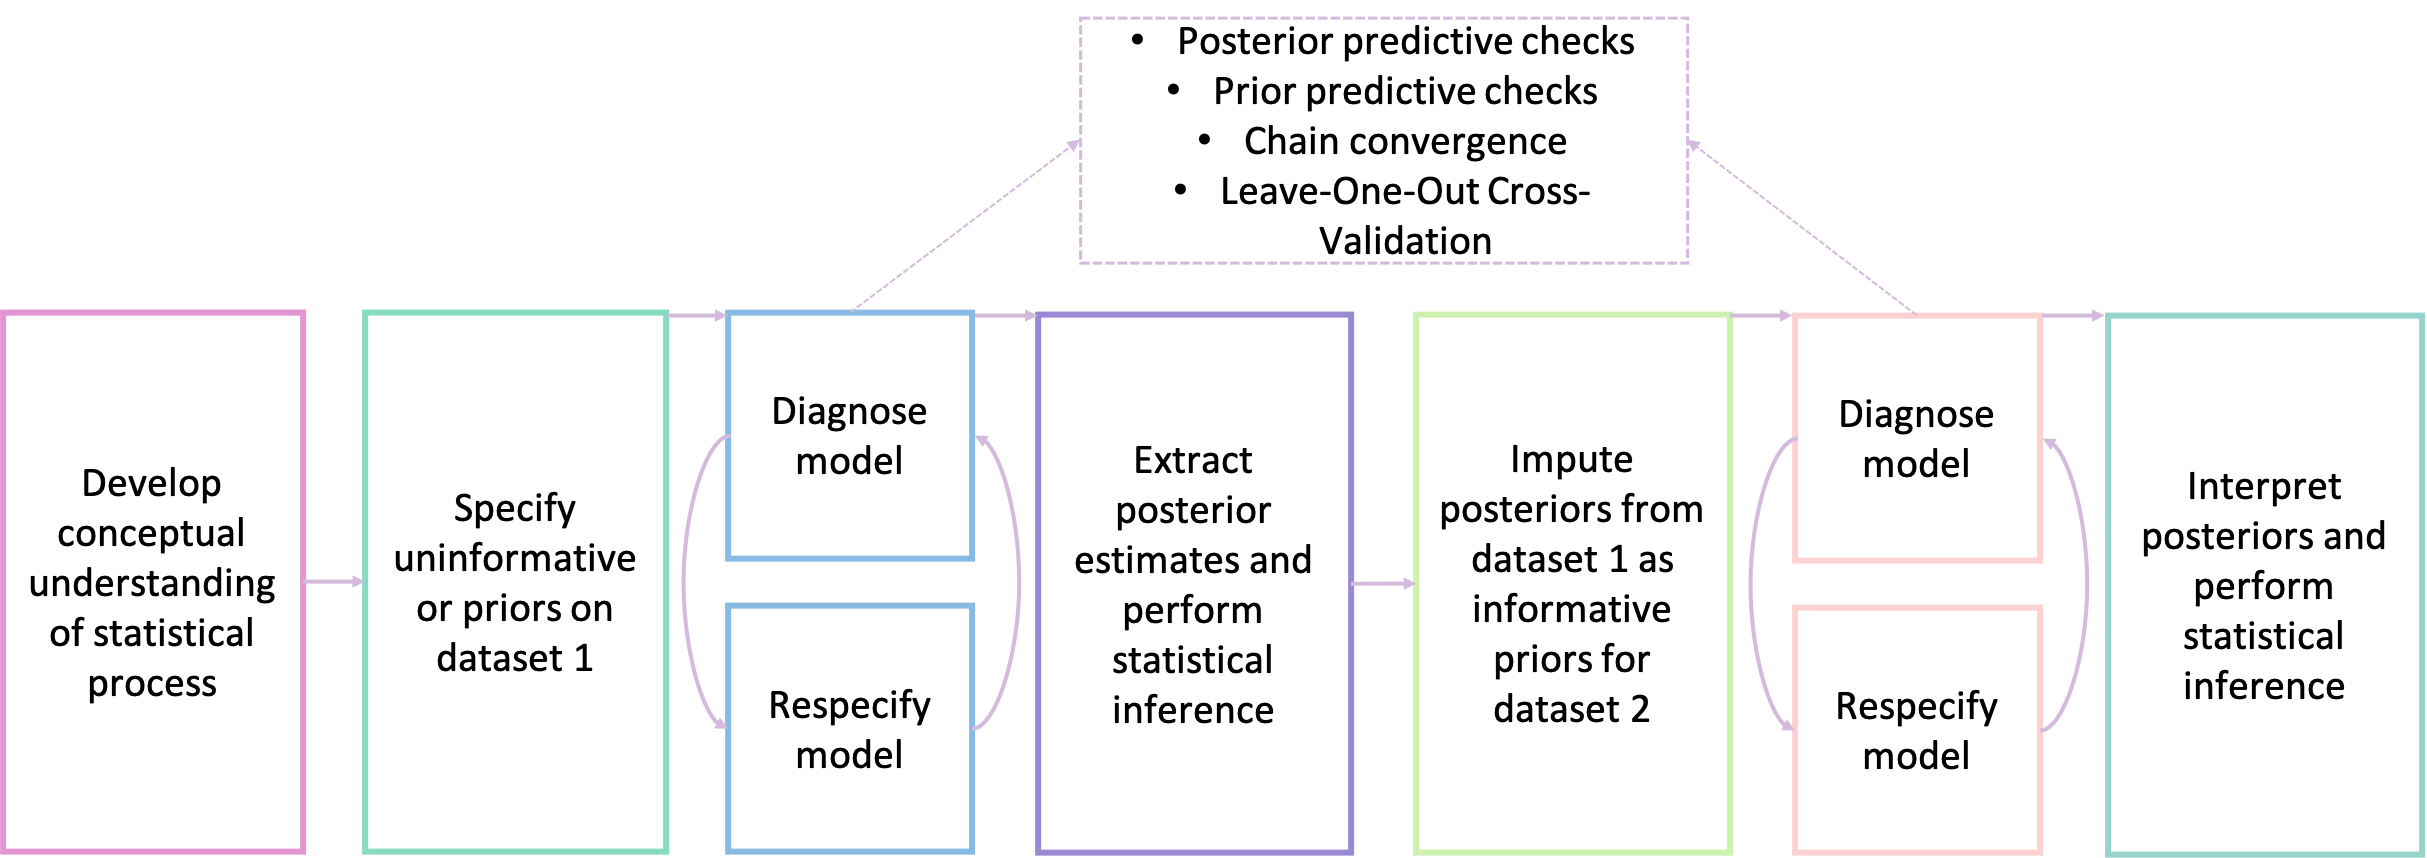 • Posterior predictive checks
• Prior predictive checks
• Chain convergence
• Leave-One-Out Cross-
Validation
Develop
conceptual
understanding
of statistical
process
Specify
uninformative
or priors on
dataset 1
Diagnose
model
Respecify
model
Extract
posterior
estimates and
perform
statistical
inference
Impute
posteriors from
dataset 1 as
informative
priors for
dataset 2
Diagnose
model
Respecify
model
Interpret
posteriors and
perform
statistical
inference